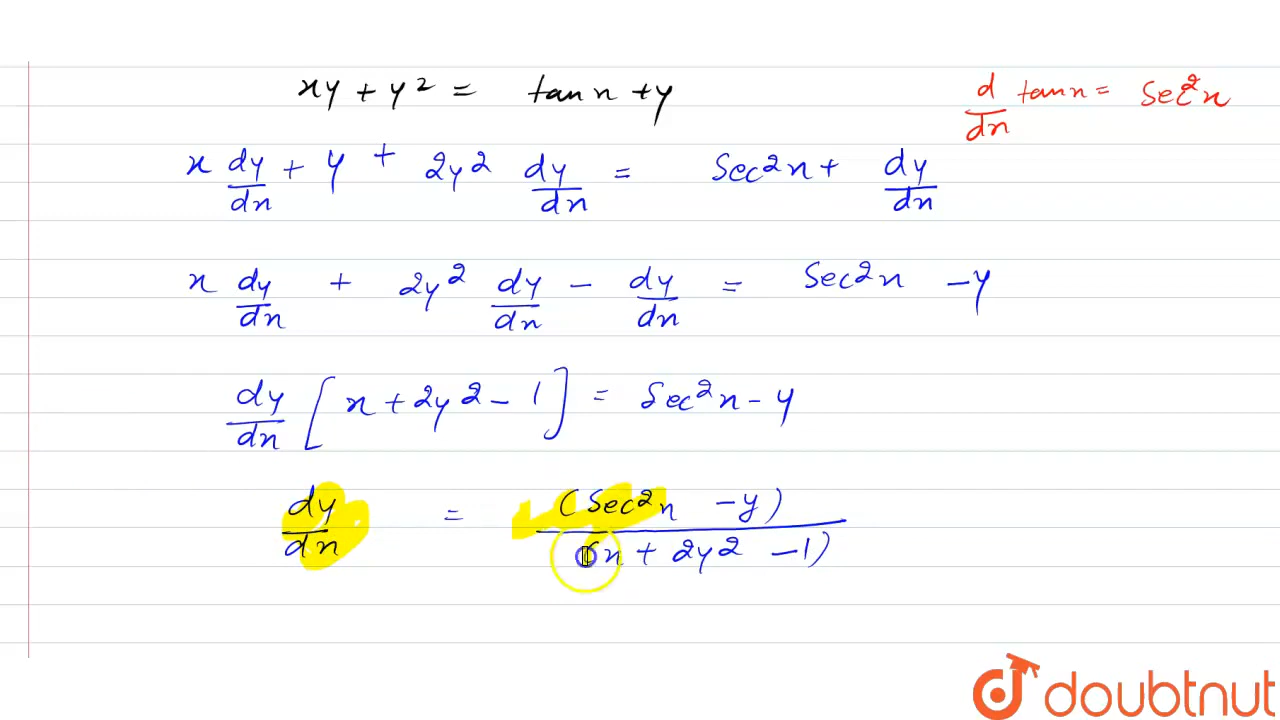 xy + y² = tan x + y
d/dx tan x = sec²x
x dy/dx + y + 2y² dy/dx = sec²x + dy/dx
x dy/dx + 2y² dy/dx - dy/dx = sec²x - y
dy/dx [x + 2y² - 1] = sec²x - y
dy/dx = (sec²x - y)/(x + 2y² - 1)
doubtnut